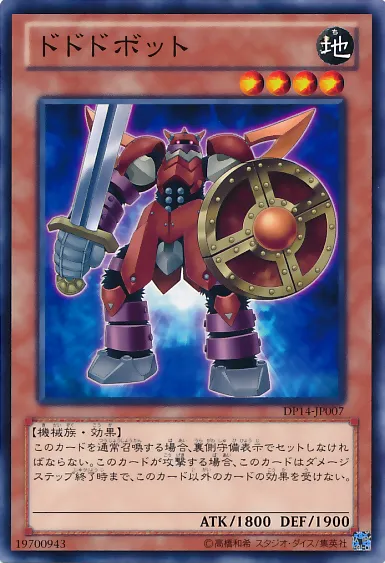 ドドドボット
地
DP14-JP007
【機械族・効果】
このカードを通常召喚する場合、裏側守備表示でセットしなけれ
ばならない。このカードが攻撃する場合、このカードはダメージ
ステップ終了時まで、このカード以外のカードの効果を受けない。
ATK/1800 DEF/1900
19700943
©高橋和希 スタジオ・ダイス/集英社